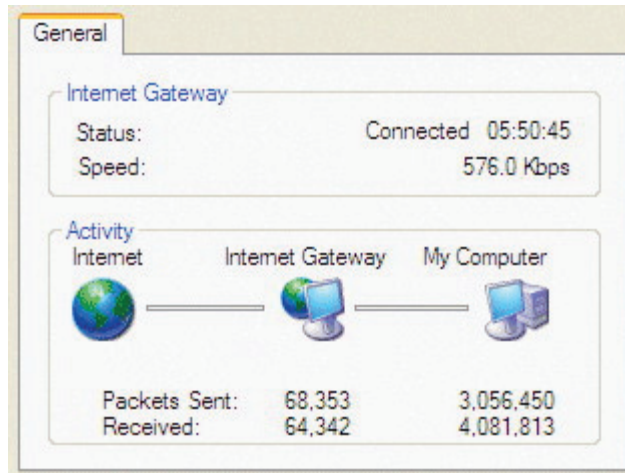 General
Internet Gateway
Status: Connected 05:50:45
Speed: 576.0 Kbps
Activity
Internet Internet Gateway My Computer
Packets Sent: 68,353 3,056,450
Received: 64,342 4,081,813